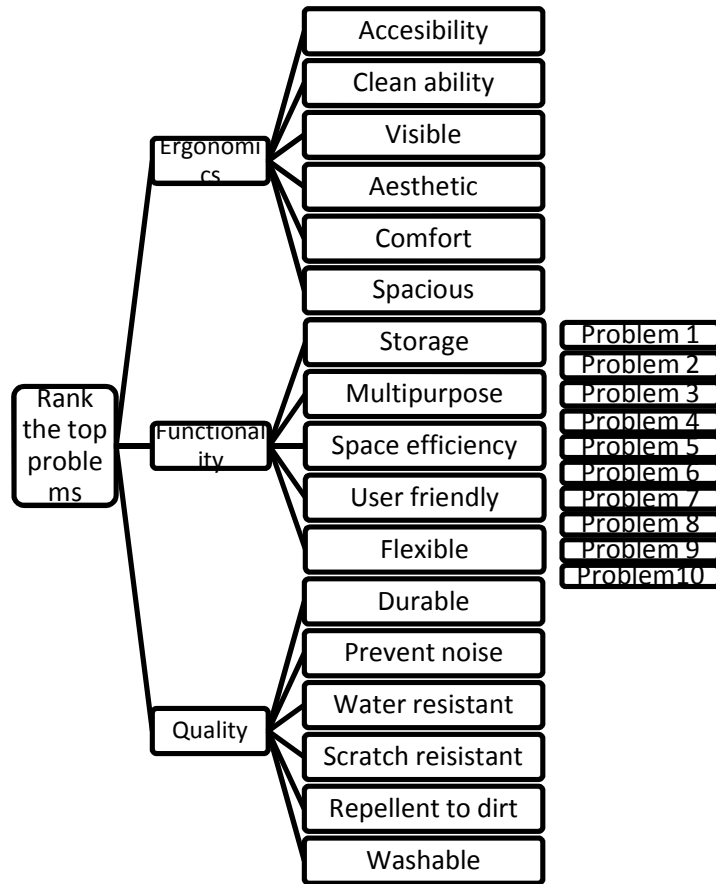 Rank
the top
proble
ms
Ergonomi
cs
Functional
ity
Quality
Accesibility
Clean ability
Visible
Aesthetic
Comfort
Spacious
Storage
Multipurpose
Space efficiency
User friendly
Flexible
Durable
Prevent noise
Water resistant
Scratch reisistant
Repellent to dirt
Washable
Problem 1
Problem 2
Problem 3
Problem 4
Problem 5
Problem 6
Problem 7
Problem 8
Problem 9
Problem10